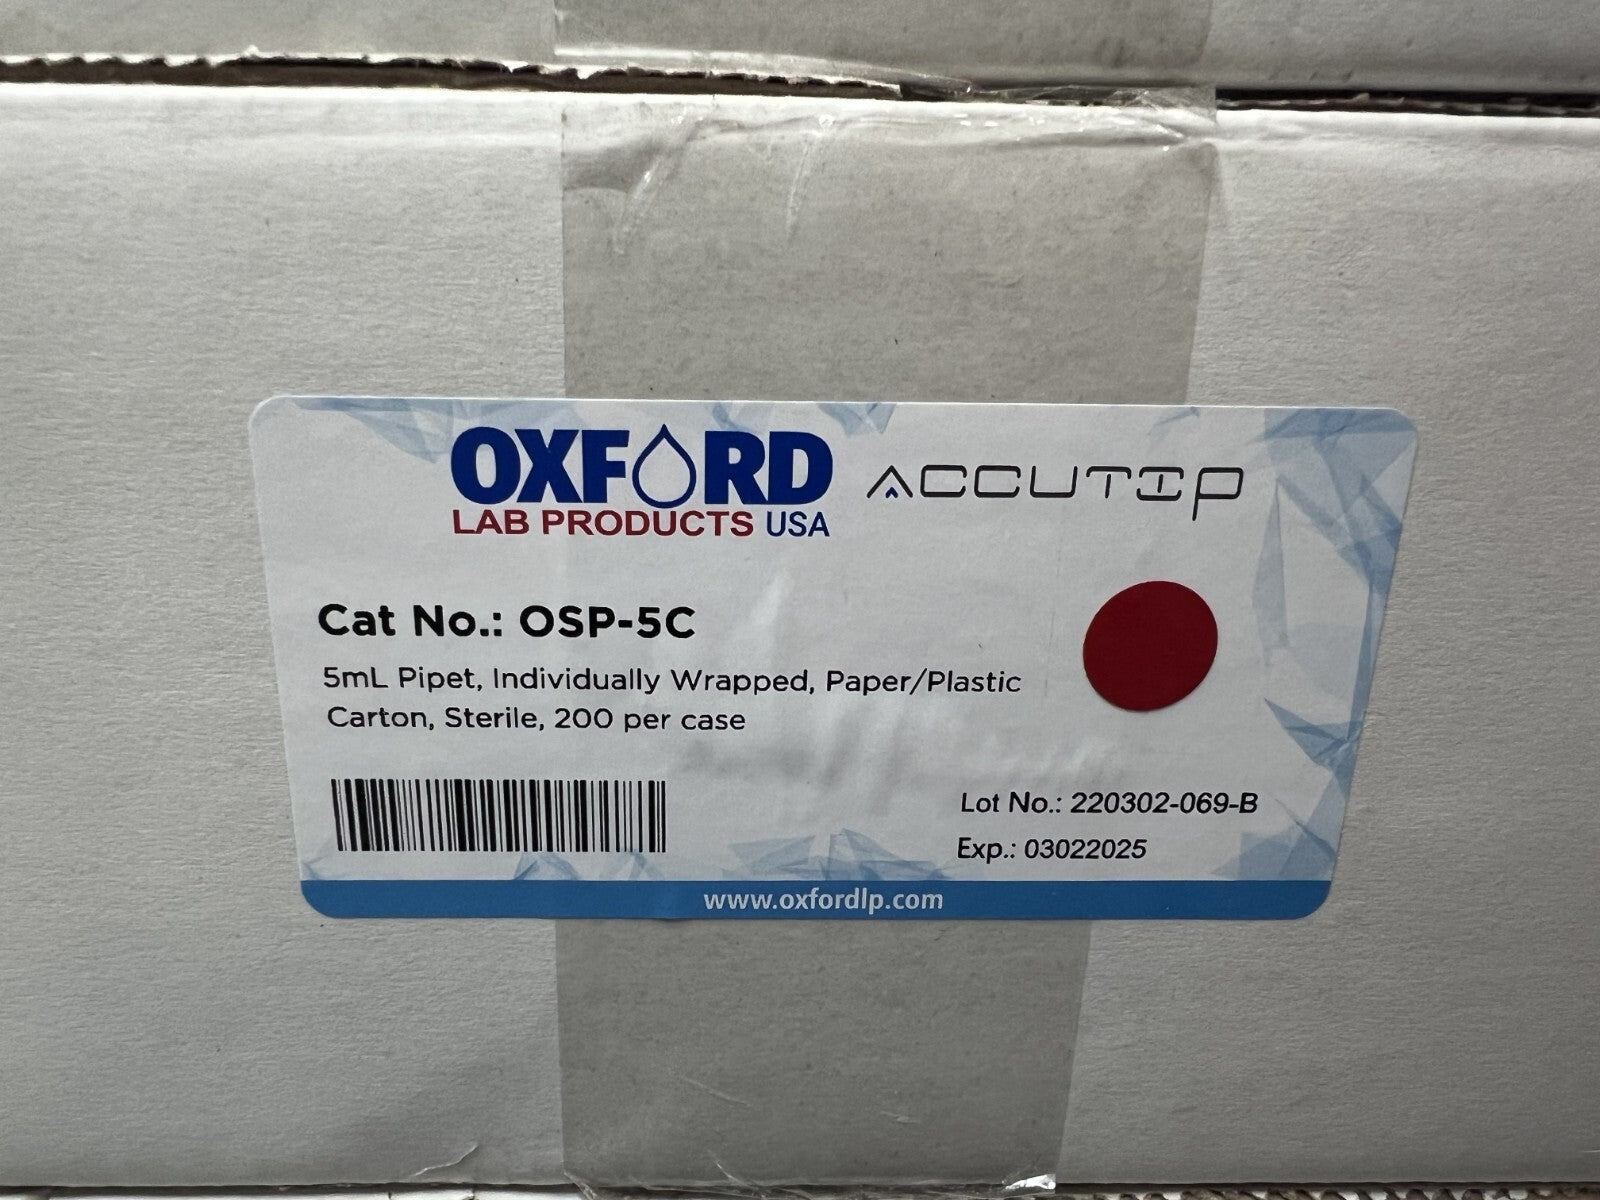 OXFORD
LAB PRODUCTS USA
ACCUTIP
Cat No.: OSP-5C
5mL Pipet, Individually Wrapped, Paper/Plastic
Carton, Sterile, 200 per case
Lot No.: 220302-069-B
Exp.: 03022025
www.oxfordlp.com